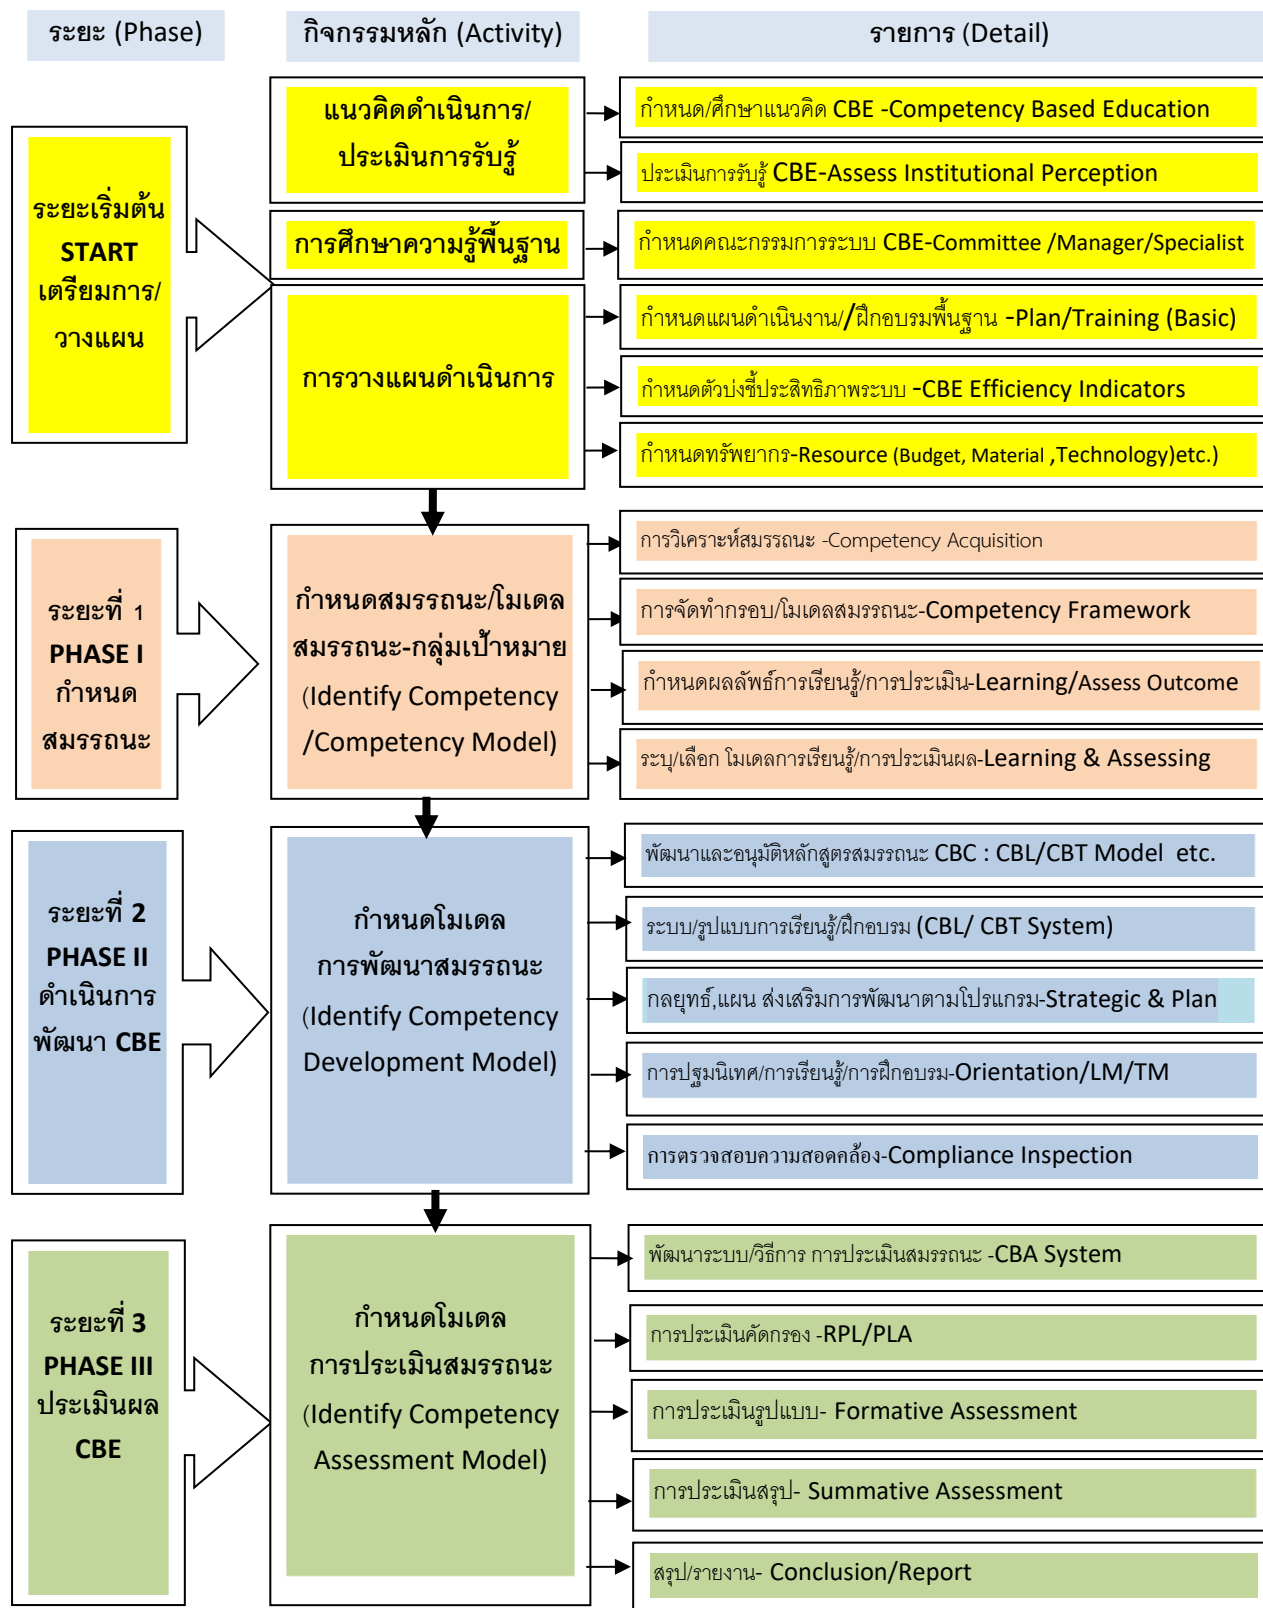 ระยะ (Phase)
กิจกรรมหลัก (Activity)
รายการ (Detail)
ระยะเริ่มต้น
START
เตรียมการ/
วางแผน
แนวคิดดำเนินการ/
ประเมินการรับรู้
กำหนด/ศึกษาแนวคิด CBE -Competency Based Education
ประเมินการรับรู้ CBE-Assess Institutional Perception
การศึกษาความรู้พื้นฐาน
กำหนดคณะกรรมการระบบ CBE-Committee /Manager/Specialist
การวางแผนดำเนินการ
กำหนดแผนดำเนินงาน//ฝึกอบรมพื้นฐาน -Plan/Training (Basic)
กำหนดตัวบ่งชี้ประสิทธิภาพระบบ -CBE Efficiency Indicators
กำหนดทรัพยากร-Resource (Budget, Material ,Technology)etc.)
ระยะที่ 1
PHASE I
กำหนด
สมรรถนะ
กำหนดสมรรถนะ/โมเดล
สมรรถนะ-กลุ่มเป้าหมาย
(Identify Competency
/Competency Model)
การวิเคราะห์สมรรถนะ -Competency Acquisition
การจัดทำกรอบ/โมเดลสมรรถนะ-Competency Framework
กำหนดผลลัพธ์การเรียนรู้/การประเมิน-Learning/Assess Outcome
ระบุ/เลือก โมเดลการเรียนรู้/การประเมินผล-Learning & Assessing
ระยะที่ 2
PHASE II
ดำเนินการ
พัฒนา CBE
กำหนดโมเดล
การพัฒนาสมรรถนะ
(Identify Competency
Development Model)
พัฒนาและอนุมัติหลักสูตรสมรรถนะ CBC : CBL/CBT Model etc.
ระบบ/รูปแบบการเรียนรู้/ฝึกอบรม (CBL/ CBT System)
กลยุทธ์,แผน ส่งเสริมการพัฒนาตามโปรแกรม-Strategic & Plan
การปฐมนิเทศ/การเรียนรู้/การฝึกอบรม-Orientation/LM/TM
การตรวจสอบความสอดคล้อง-Compliance Inspection
ระยะที่ 3
PHASE III
ประเมินผล
CBE
กำหนดโมเดล
การประเมินสมรรถนะ
(Identify Competency
Assessment Model)
พัฒนาระบบ/วิธีการ การประเมินสมรรถนะ -CBA System
การประเมินคัดกรอง -RPL/PLA
การประเมินรูปแบบ- Formative Assessment
การประเมินสรุป- Summative Assessment
สรุป/รายงาน- Conclusion/Report